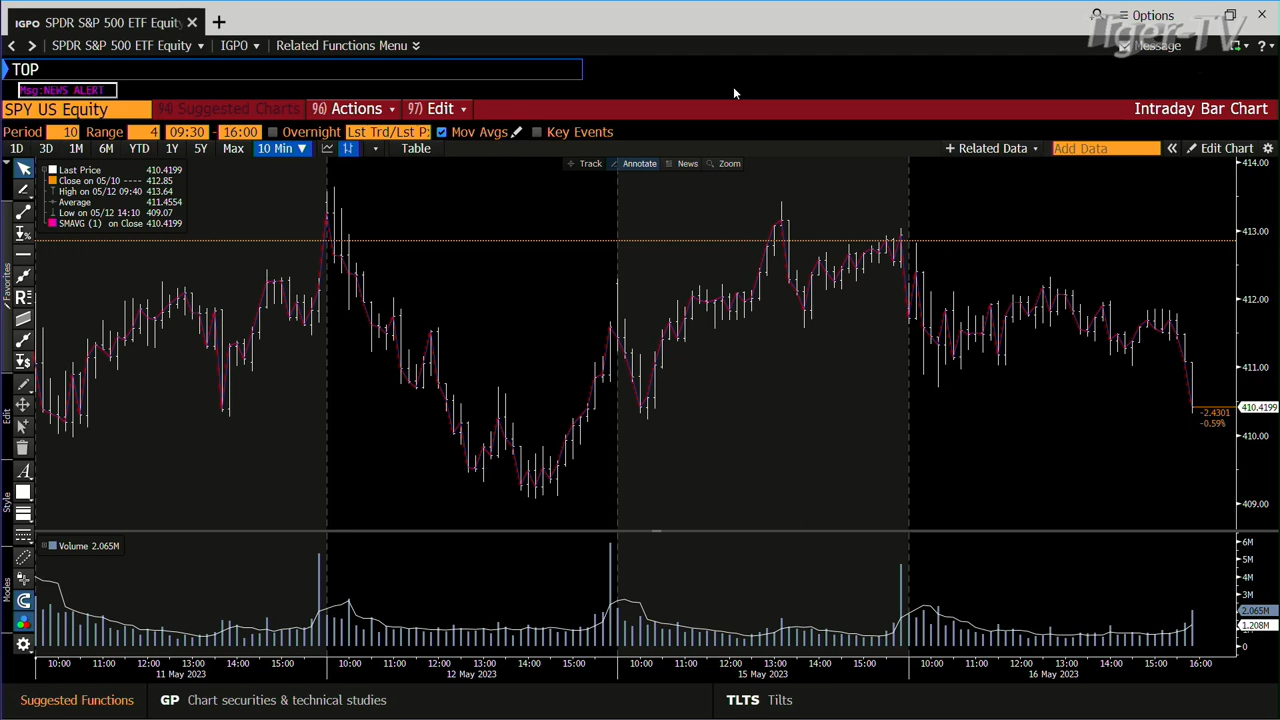 IGPO SPDR S&P 500 ETF Equity
Options
SPDR S&P 500 ETF Equity IGPO Related Functions Menu Message ?
Tiger-TV
TOP
Msg:NEWS ALERT
SPY US Equity 94) Suggested Charts 96) Actions 97) Edit Intraday Bar Chart
Period 10 Range 4 09:30 - 16:00 Overnight Lst Trd/Lst P: Mov Avgs Key Events
1D 3D 1M 6M YTD 1Y 5Y Max 10 Min ▼ Table + Related Data Add Data Edit Chart
Track Annotate News Zoom
Last Price 410.4199
Close on 05/10 ---- 412.85
High on 05/12 09:40 413.64
Average 411.4554
Low on 05/12 14:10 409.07
SMAVG (1) on Close 410.4199
Favorites
Edit
Style
Modes
414.00
413.00
412.00
411.00
410.4199
-2.4301
-0.59%
410.00
409.00
Volume 2.065M
6M
5M
4M
3M
2.065M
1.208M
0
10:00 11:00 12:00 13:00 14:00 15:00 10:00 11:00 12:00 13:00 14:00 15:00 10:00 11:00 12:00 13:00 14:00 15:00 10:00 11:00 12:00 13:00 14:00 15:00 16:00
11 May 2023 12 May 2023 15 May 2023 16 May 2023
Suggested Functions GP Chart securities & technical studies TLTS Tilts